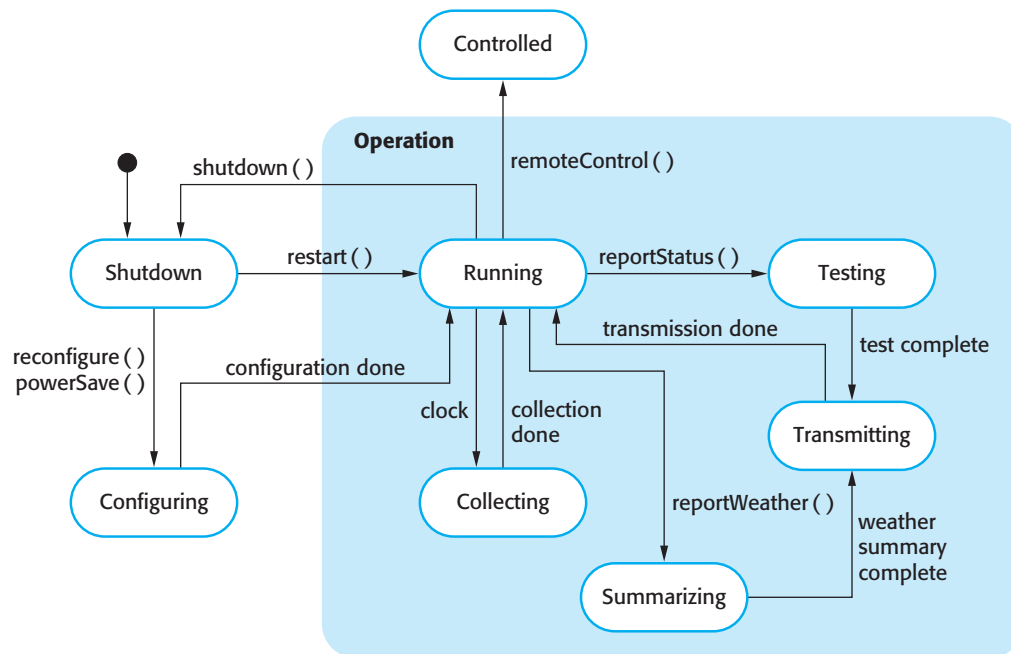 Controlled
Operation
shutdown ( )
remoteControl ( )
Shutdown
restart ( )
Running
reportStatus ( )
Testing
transmission done
test complete
reconfigure ( )
powerSave ( )
configuration done
clock
collection
done
Transmitting
Configuring
Collecting
reportWeather ( )
weather
summary
complete
Summarizing